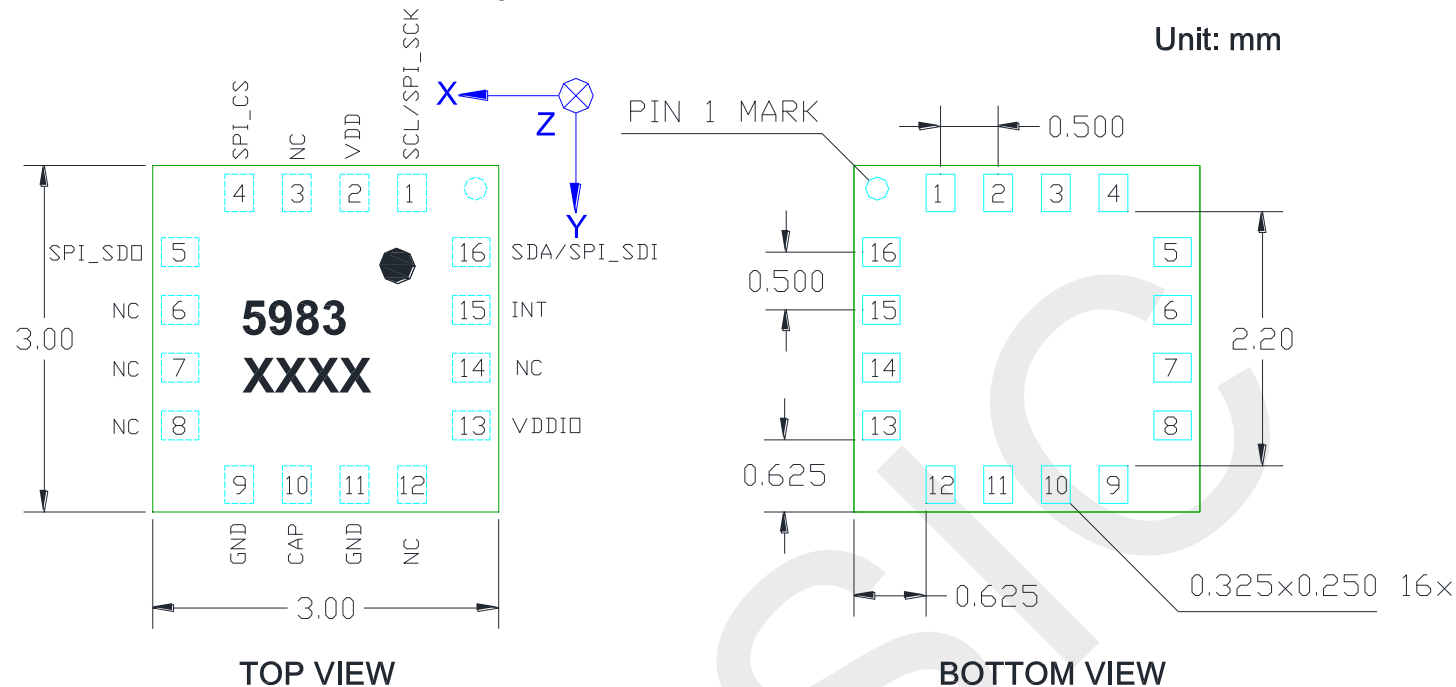 Unit: mm
SPI_CS
NC
VDD
SCL/SPI_SCK
X
Z
Y
PIN 1 MARK
0.500
4
3
2
1
SPI_SDO
5
16
SDA/SPI_SDI
NC
6
15
INT
NC
7
14
NC
NC
8
13
VDDIO
5983
XXXX
3.00
9
10
11
12
GND
CAP
GND
NC
3.00
TOP VIEW
1
2
3
4
16
5
0.500
15
6
2.20
14
7
13
8
0.625
12
11
10
9
0.625
0.325x0.250 16x
BOTTOM VIEW
SIC